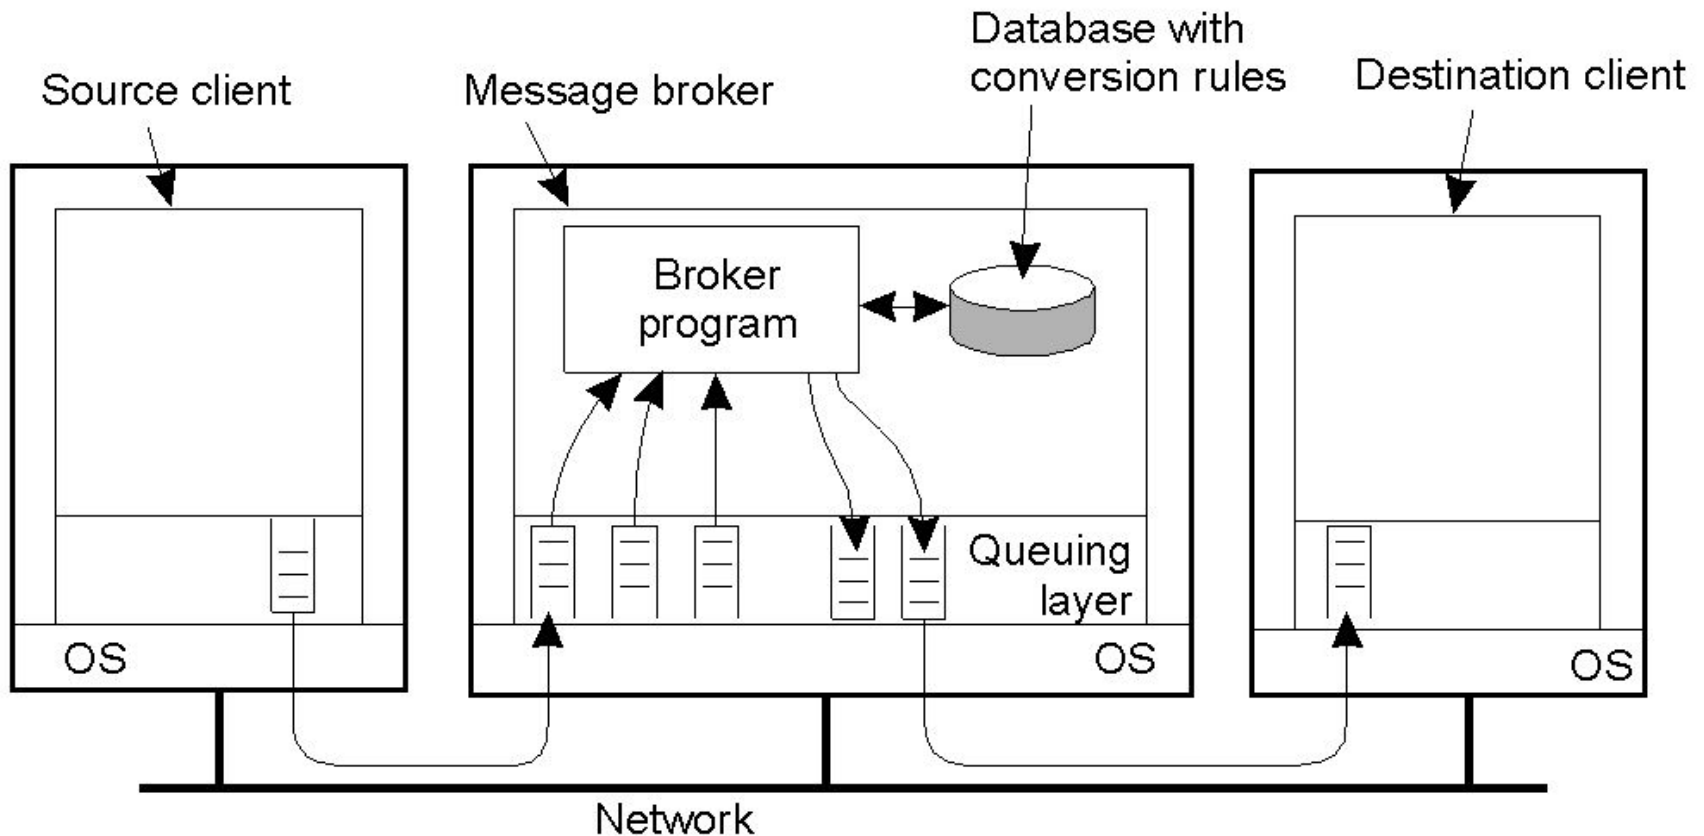 Database with
conversion rules
Source client
Message broker
Destination client
Broker
program
Queuing
layer
OS
OS
OS
Network